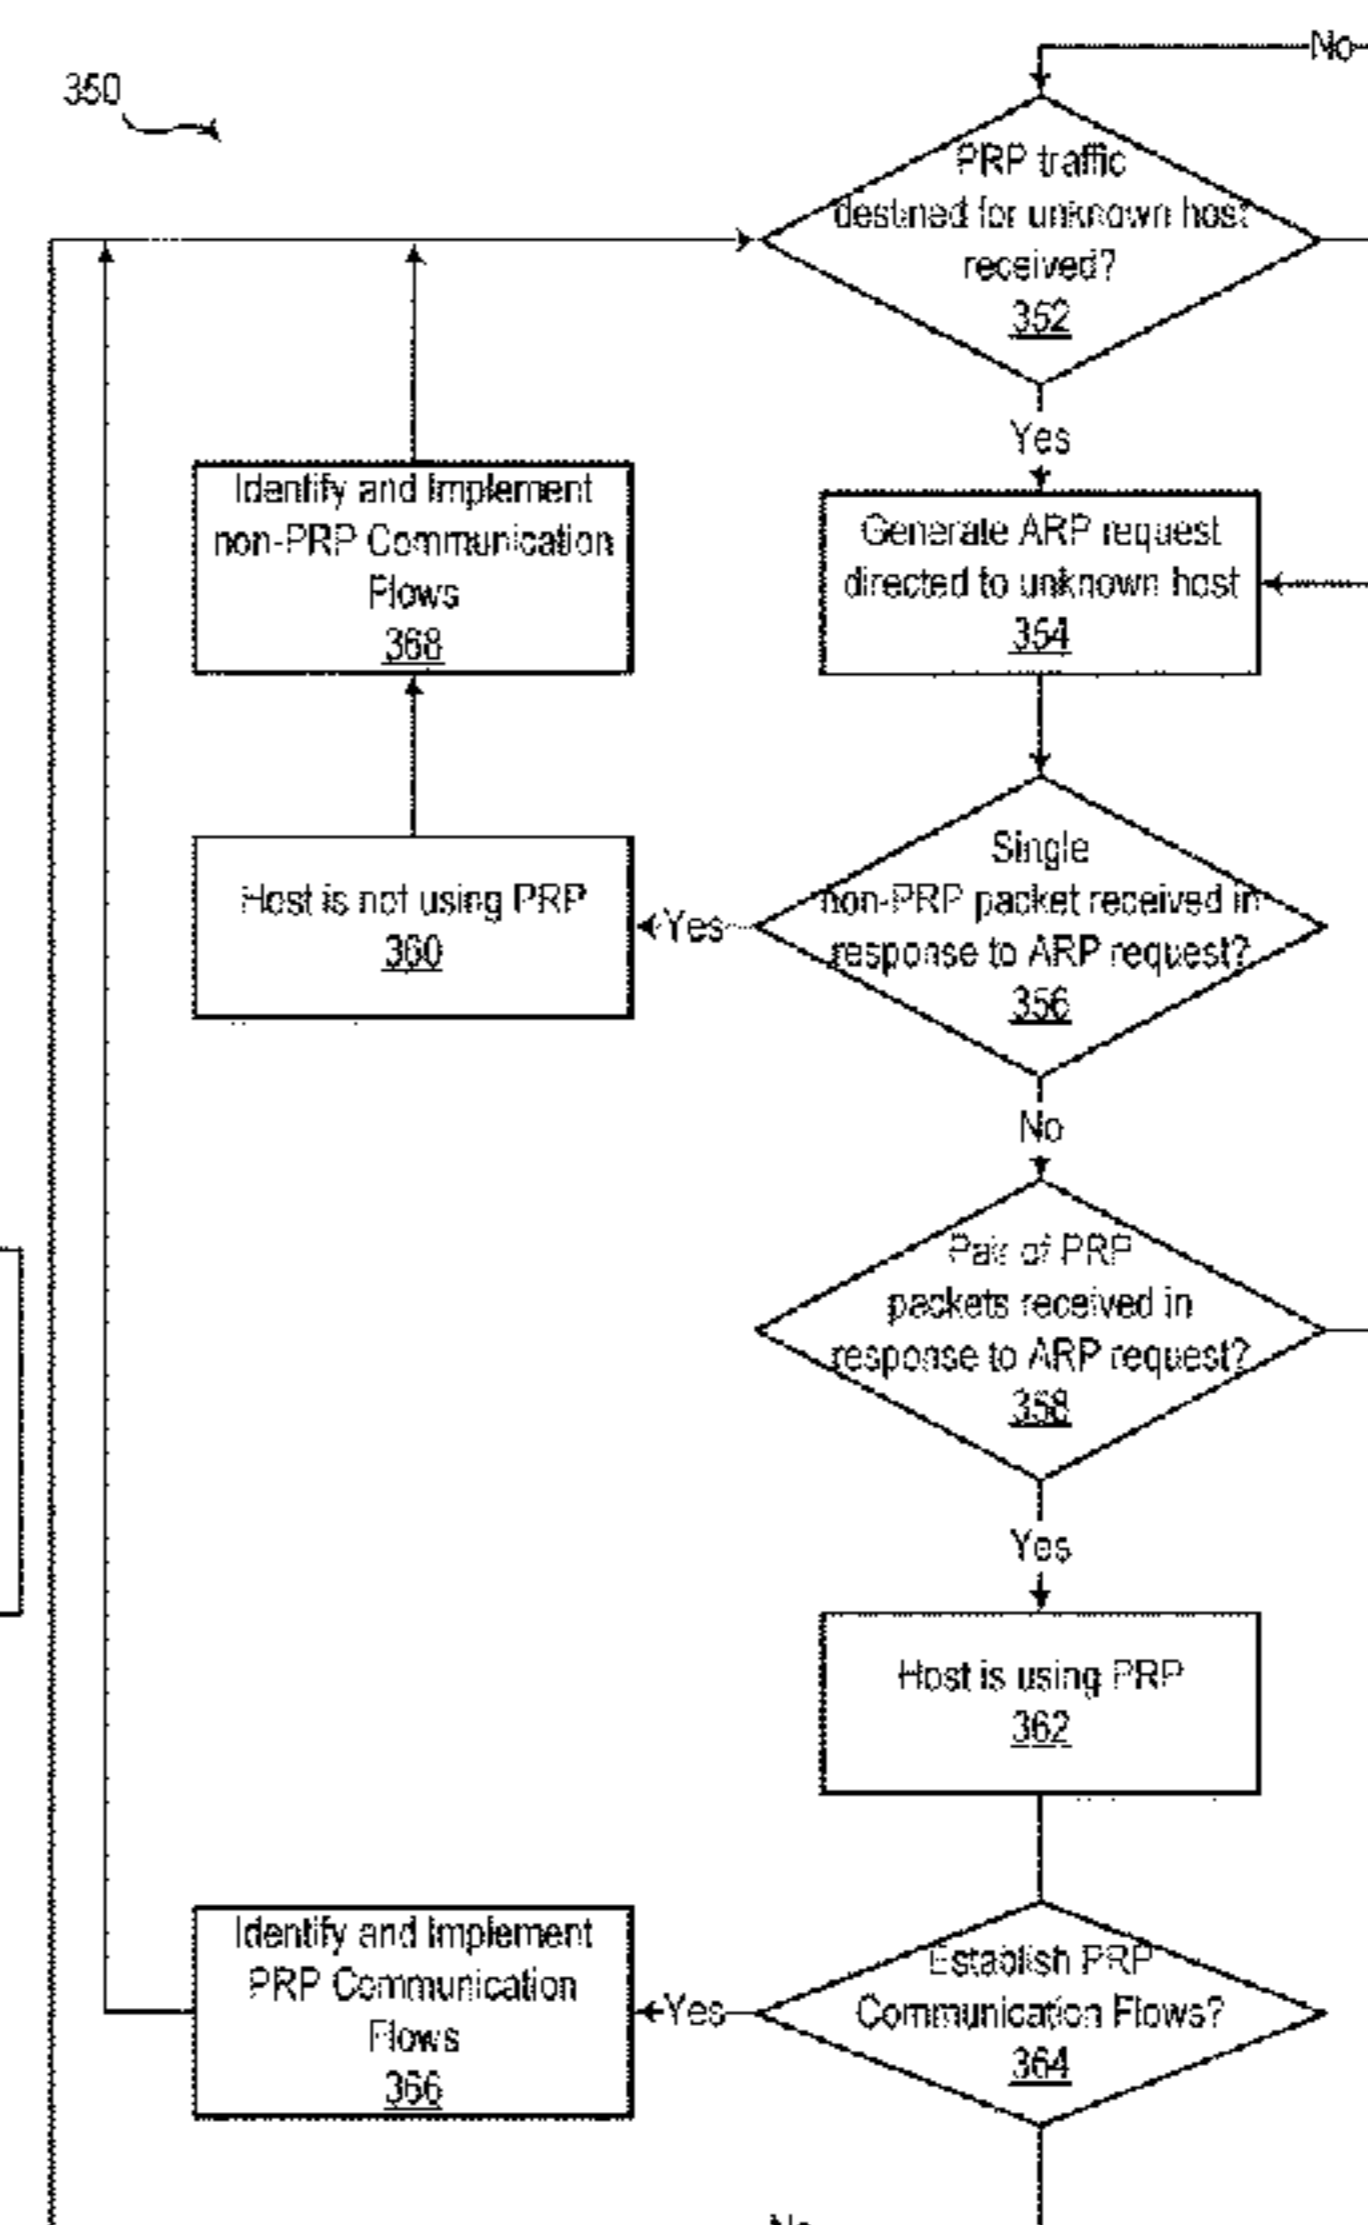 350
No
PRP traffic
destined for unknown host
received?
352
Yes
Generate ARP request
directed to unknown host
354
Identify and Implement
non-PRP Communication
Flows
368
Single
non-PRP packet received in
response to ARP request?
356
Yes
Host is not using PRP
360
No
Pair of PRP
packets received in
response to ARP request?
358
Yes
Host is using PRP
362
Establish PRP
Communication Flows?
364
Yes
Identify and Implement
PRP Communication
Flows
366
No